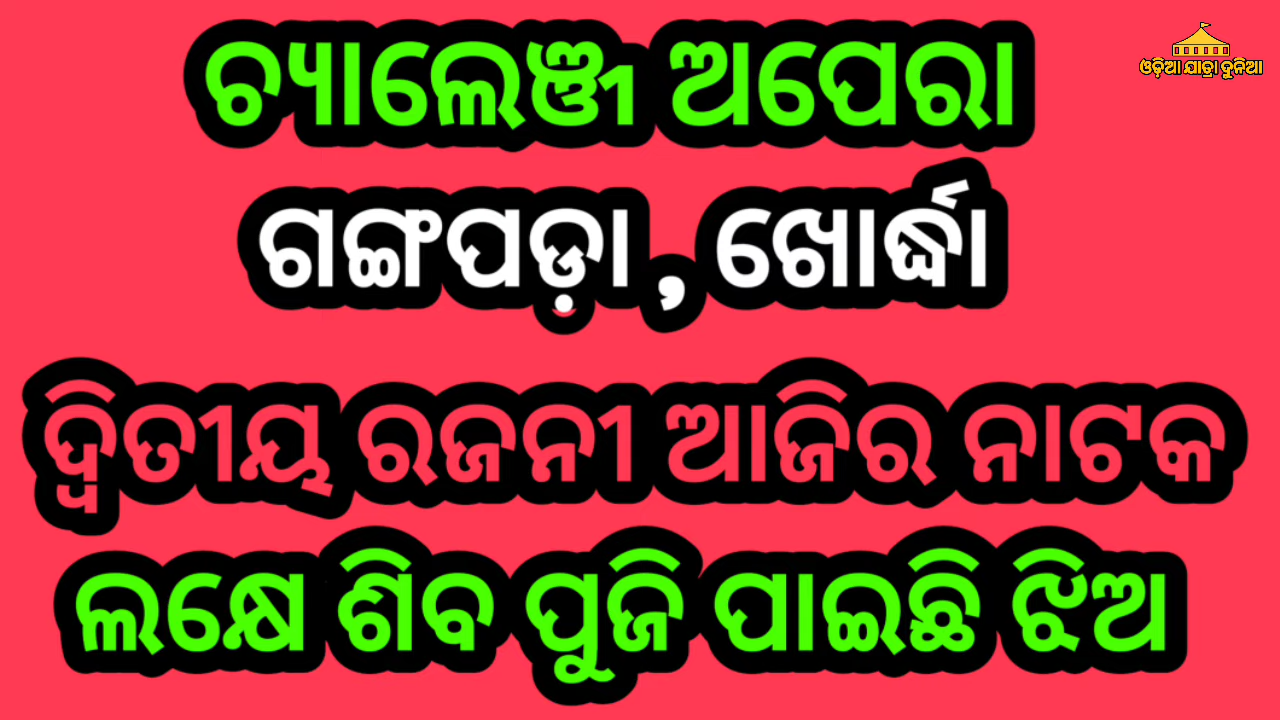 ଚ୍ୟାଲେଞ୍ଜ ଅପେରା
ଓଡ଼ିଆ ଯାତ୍ରା ଦୁନିଆ
ଗଙ୍ଗପଡ଼ା , ଖୋର୍ଦ୍ଧା
ଦ୍ୱିତୀୟ ରଜନୀ ଆଜିର ନାଟକ
ଲକ୍ଷେ ଶିବ ପୁଜି ପାଇଛି ଝିଅ